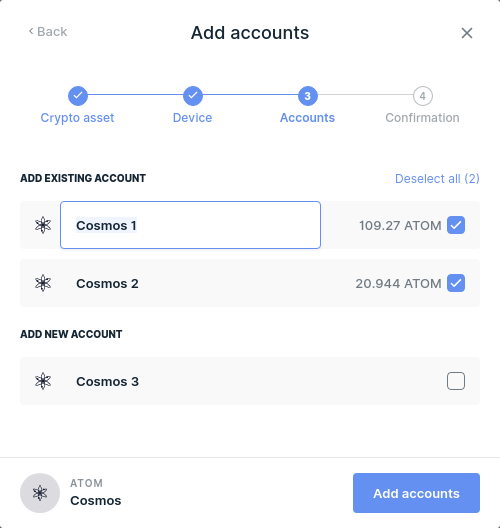 Back
Add accounts
3
4
Crypto asset
Device
Accounts
Confirmation
ADD EXISTING ACCOUNT
Deselect all (2)
Cosmos 1
109.27 ATOM
Cosmos 2
20.944 ATOM
ADD NEW ACCOUNT
Cosmos 3
ATOM
Cosmos
Add accounts